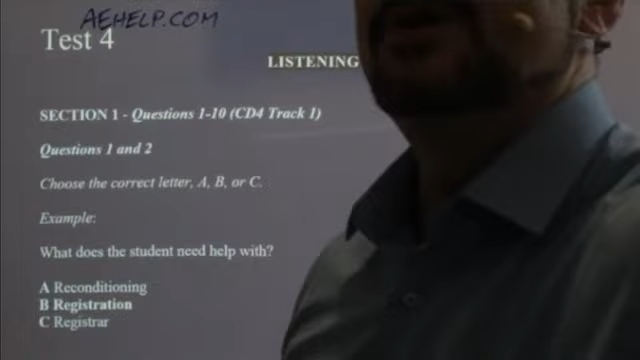 AEHELP.COM
Test 4
LISTENING
SECTION 1 - Questions 1-10 (CD4 Track 1)
Questions 1 and 2
Choose the correct letter, A, B, or C.
Example:
What does the student need help with?
A Reconditioning
B Registration
C Registrar